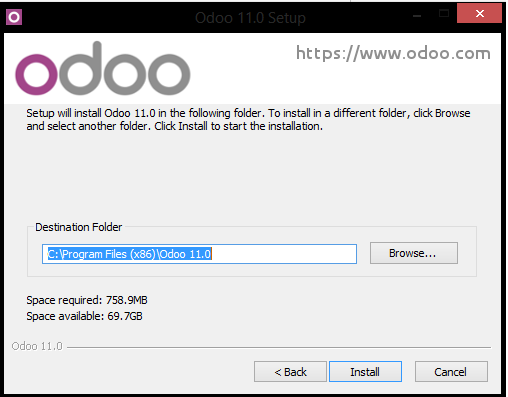 Odoo 11.0 Setup
odoo
https://www.odoo.com
Setup will install Odoo 11.0 in the following folder. To install in a different folder, click Browse
and select another folder. Click Install to start the installation.
Destination Folder
C:\Program Files (x86)\Odoo 11.0
Browse...
Space required: 758.9MB
Space available: 69.7GB
Odoo 11.0
< Back
Install
Cancel